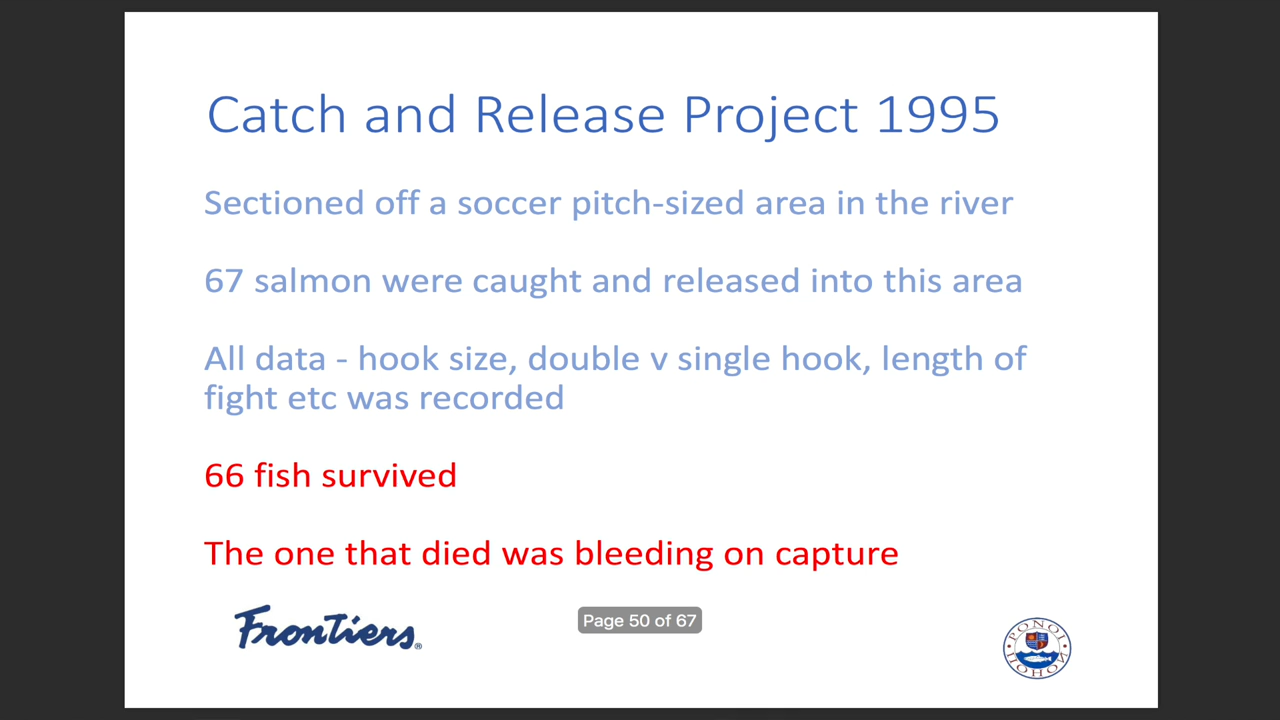 Catch and Release Project 1995
Sectioned off a soccer pitch-sized area in the river
67 salmon were caught and released into this area
All data - hook size, double v single hook, length of
fight etc was recorded
66 fish survived
The one that died was bleeding on capture
Frontiers®
Page 50 of 67
PONOI
ПОНОЙ